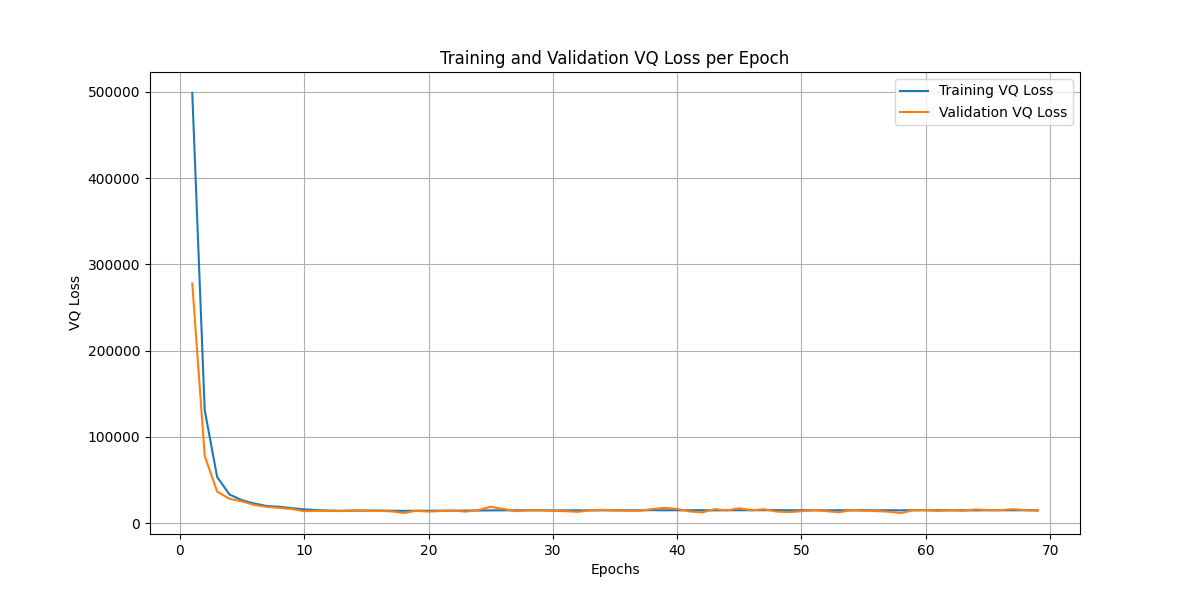 Training and Validation VQ Loss per Epoch
Training VQ Loss
Validation VQ Loss
VQ Loss
500000
400000
300000
200000
100000
0
0 10 20 30 40 50 60 70
Epochs